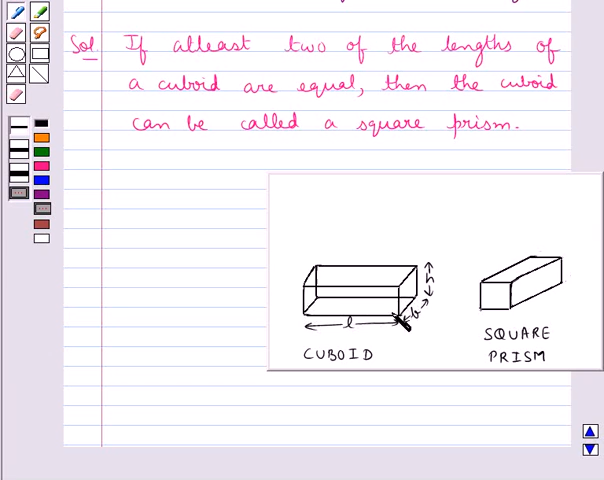 Sol. If atleast two of the lengths of
a cuboid are equal, then the cuboid
can be called a square prism.
h
b
l
CUBOID
SQUARE
PRISM